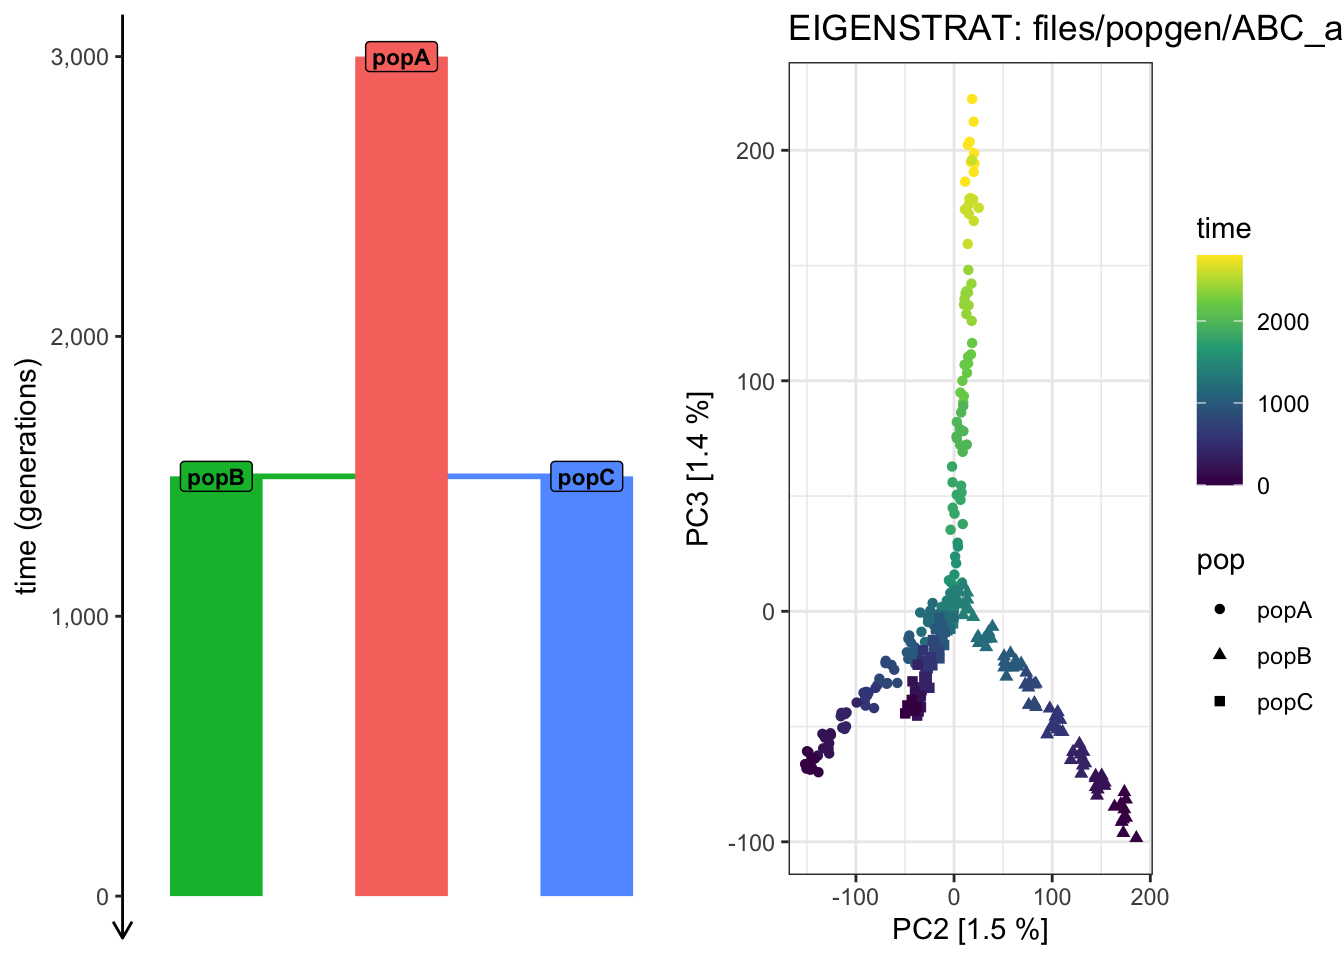 time (generations)
3,000
2,000
1,000
0
popA
popB
popC
EIGENSTRAT: files/popgen/ABC_a
PC3 [1.4 %]
200
100
0
-100
-100 0 100 200
PC2 [1.5 %]
time
2000
1000
0
pop
popA
popB
popC